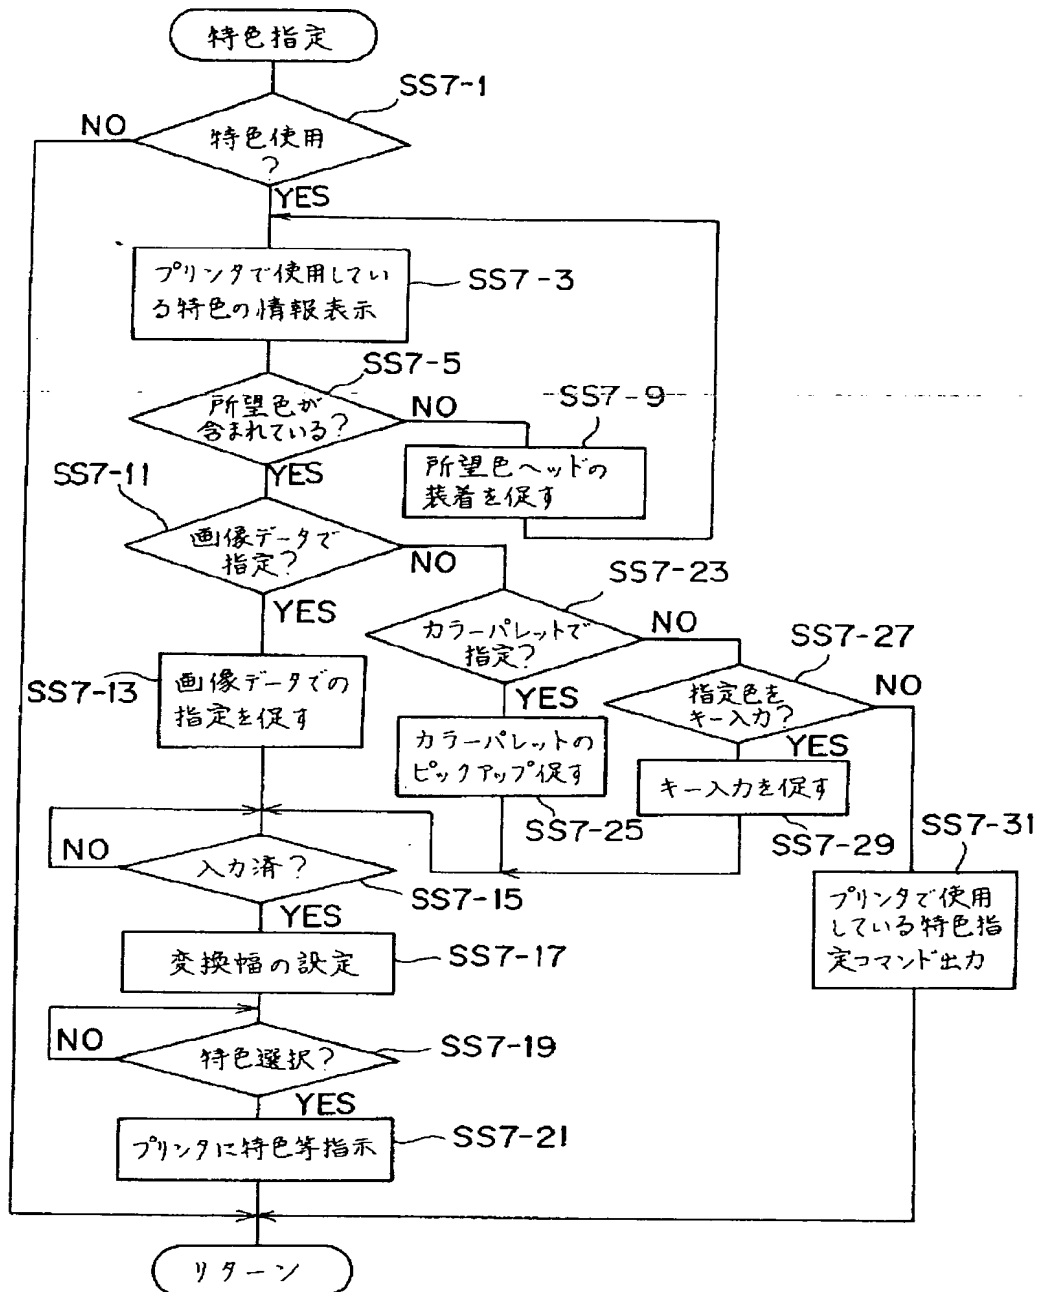 特色指定
SS7-1
NO
特色使用
?
YES
プリンタで使用してい
る特色の情報表示
SS7-3
SS7-5
所望色が
含まれている?
NO
SS7-9
所望色ヘッドの
装着を促す
YES
SS7-11
画像データで
指定?
NO
YES
SS7-23
カラーパレットで
指定?
NO
SS7-27
指定色を
キー入力?
NO
SS7-13
画像データでの
指定を促す
YES
カラーパレットの
ピックアップ促す
SS7-25
YES
キー入力を促す
SS7-29
SS7-31
プリンタで使用
している特色指
定コマンド出力
NO
入力済?
SS7-15
YES
変換幅の設定
SS7-17
NO
特色選択?
SS7-19
YES
プリンタに特色等指示
SS7-21
リターン